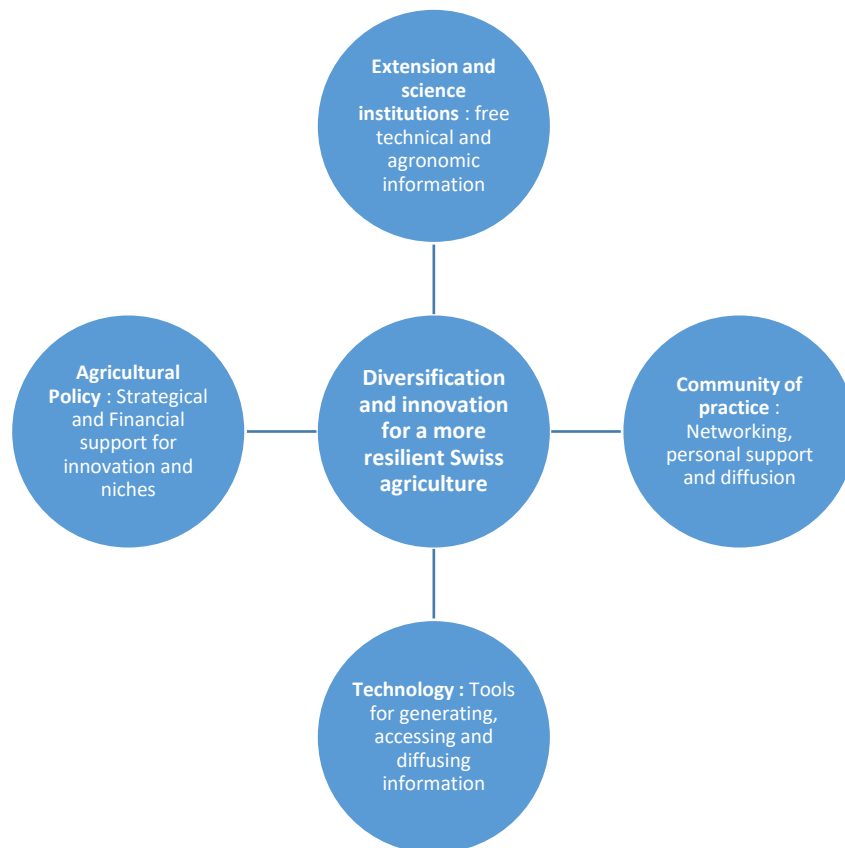 Extension and
science
institutions : free
technical and
agronomic
information
Agricultural
Policy : Strategical
and Financial
support for
innovation and
niches
Diversification
and innovation
for a more
resilient Swiss
agriculture
Community of
practice :
Networking,
personal support
and diffusion
Technology : Tools
for generating,
accessing and
diffusing
information